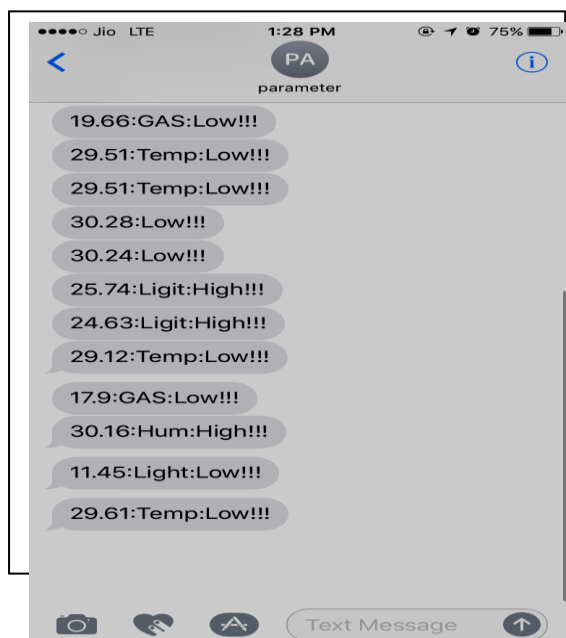 Jio LTE 1:28 PM 75%
PA
parameter
19.66:GAS:Low!!!
29.51:Temp:Low!!!
29.51:Temp:Low!!!
30.28:Low!!!
30.24:Low!!!
25.74:Ligit:High!!!
24.63:Ligit:High!!!
29.12:Temp:Low!!!
17.9:GAS:Low!!!
30.16:Hum:High!!!
11.45:Light:Low!!!
29.61:Temp:Low!!!
Text Message